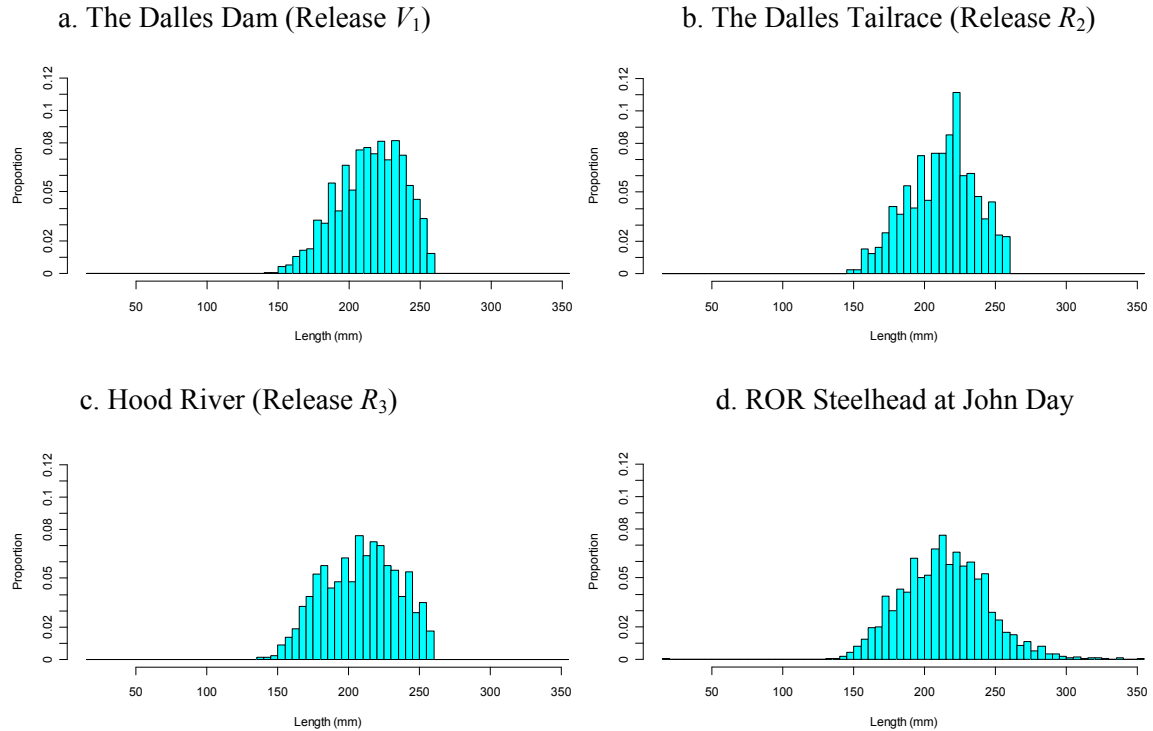 a. The Dalles Dam (Release V₁)
0 0.02 0.05 0.08 0.1 0.12
Proportion
50 100 150 200 250 300 350
Length (mm)
b. The Dalles Tailrace (Release R₂)
0 0.02 0.05 0.08 0.1 0.12
Proportion
50 100 150 200 250 300 350
Length (mm)
c. Hood River (Release R₃)
0 0.02 0.05 0.08 0.1 0.12
Proportion
50 100 150 200 250 300 350
Length (mm)
d. ROR Steelhead at John Day
0 0.02 0.05 0.08 0.1 0.12
Proportion
50 100 150 200 250 300 350
Length (mm)